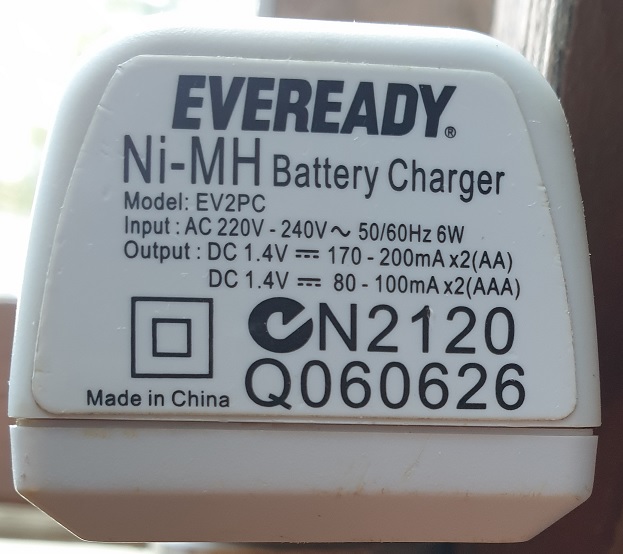 EVEREADY®
Ni-MH Battery Charger
Model: EV2PC
Input : AC 220V - 240V～ 50/60Hz 6W
Output : DC 1.4V ⎓ 170 - 200mA x2(AA)
DC 1.4V ⎓ 80 - 100mA x2(AAA)
N2120
Q060626
Made in China